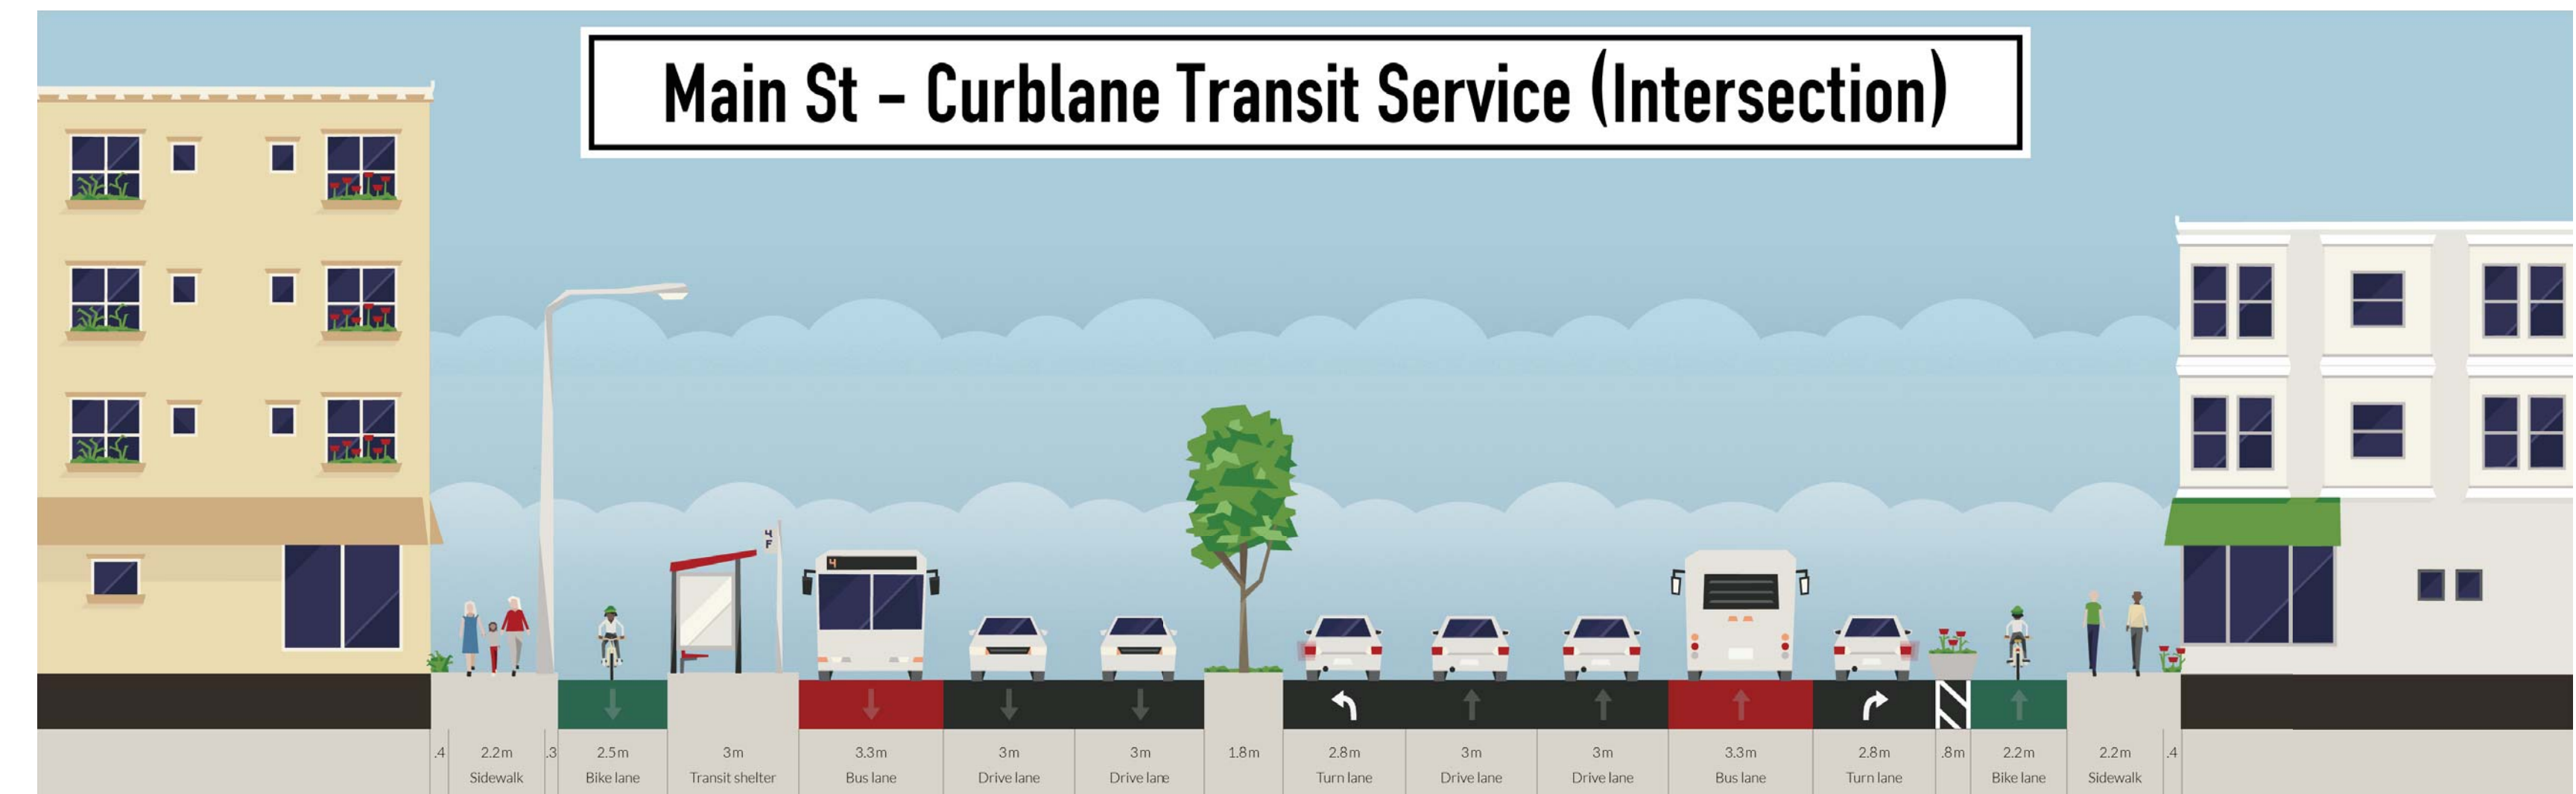 Main St – Curblane Transit Service (Intersection)
4
F
4
.4 2.2m .3 2.5m 3m 3.3m 3m 3m 1.8m 2.8m 3m 3m 3.3m 2.8m .8m 2.2m 2.2m .4
Sidewalk Bike lane Transit shelter Bus lane Drive lane Drive lane Turn lane Drive lane Drive lane Bus lane Turn lane Bike lane Sidewalk